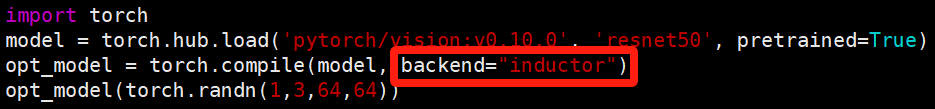 import torch
model = torch.hub.load('pytorch/vision:v0.10.0', 'resnet50', pretrained=True)
opt_model = torch.compile(model, backend="inductor")
opt_model(torch.randn(1,3,64,64))